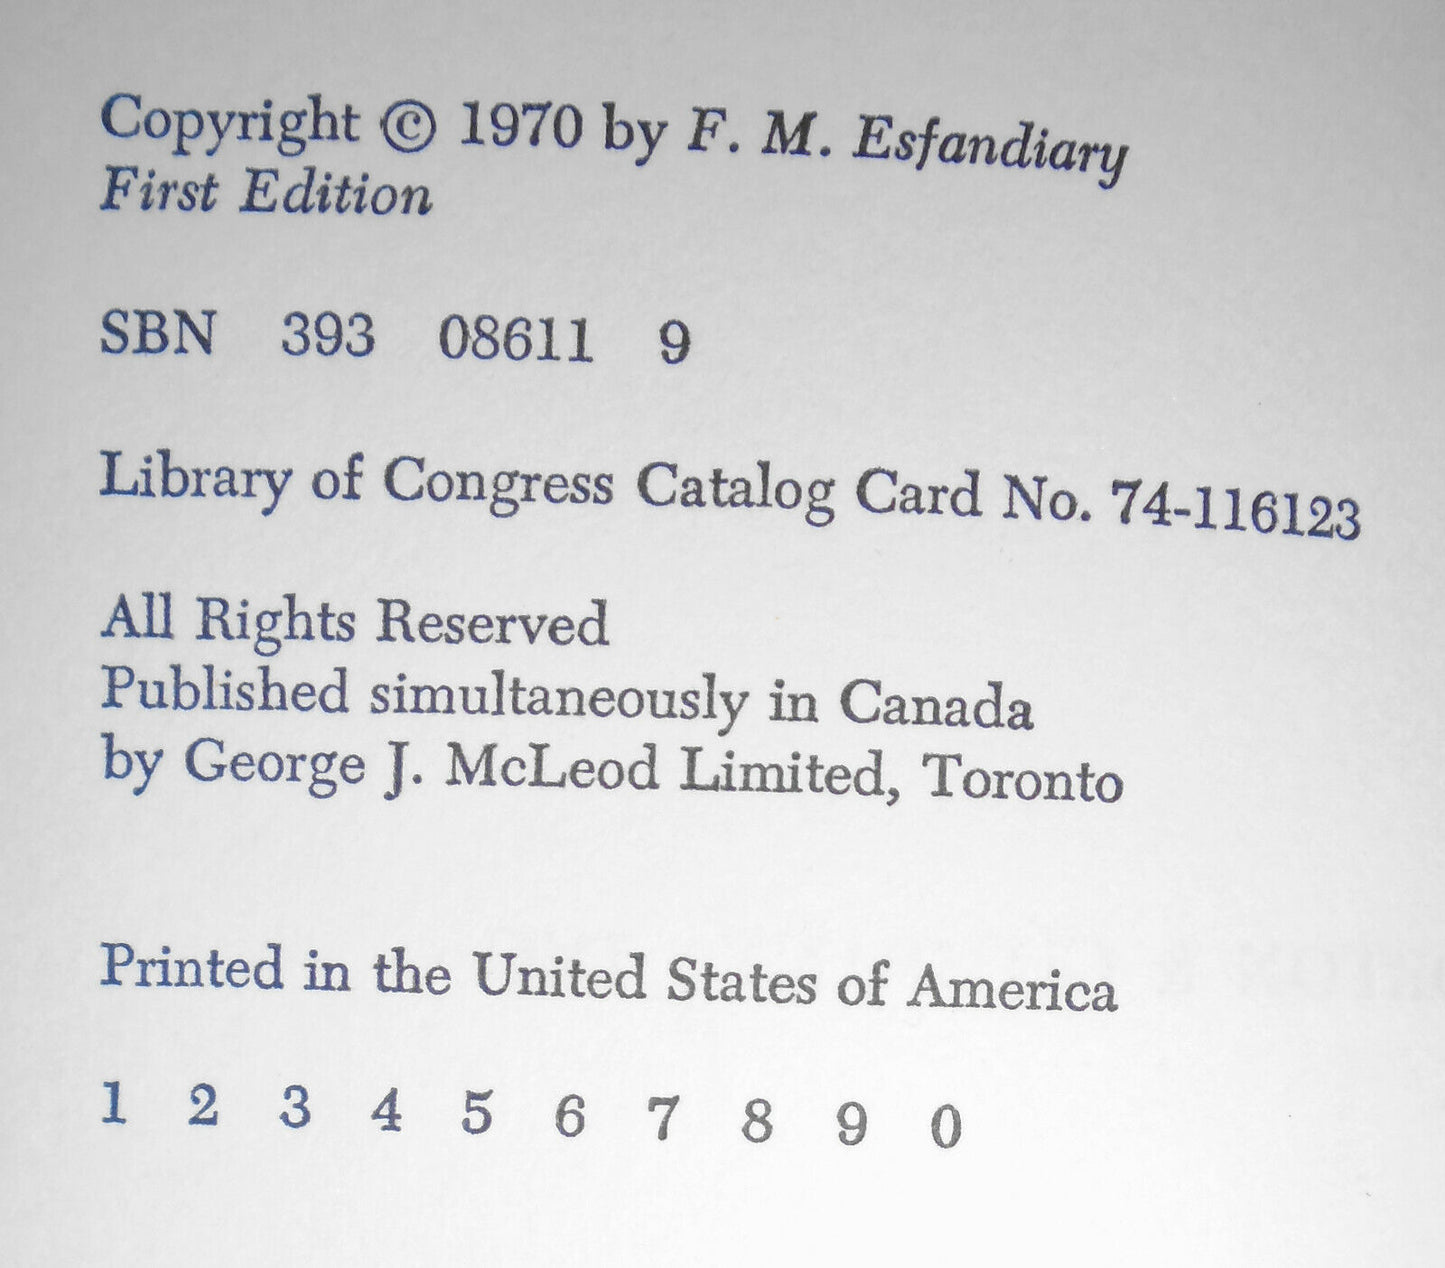 Copyright © 1970 by F. M. Esfandiary
First Edition
SBN 393 08611 9
Library of Congress Catalog Card No. 74-116123
All Rights Reserved
Published simultaneously in Canada
by George J. McLeod Limited, Toronto
Printed in the United States of America
1 2 3 4 5 6 7 8 9 0